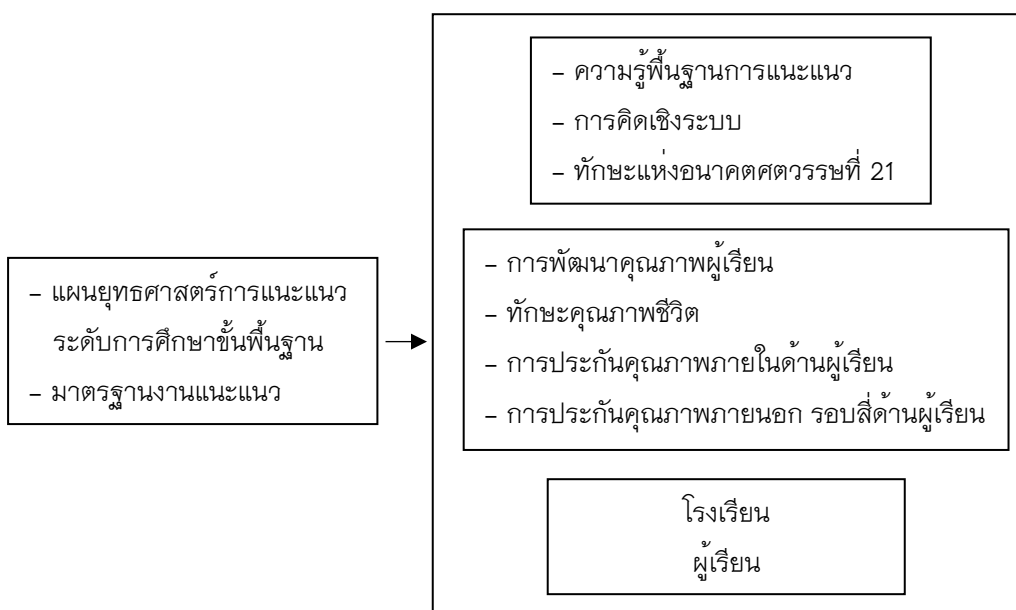 – แผนยุทธศาสตร์การแนะแนว
ระดับการศึกษาขั้นพื้นฐาน
– มาตรฐานงานแนะแนว
– ความรู้พื้นฐานการแนะแนว
– การคิดเชิงระบบ
– ทักษะแห่งอนาคตศตวรรษที่ 21
– การพัฒนาคุณภาพผู้เรียน
– ทักษะคุณภาพชีวิต
– การประกันคุณภาพภายในด้านผู้เรียน
– การประกันคุณภาพภายนอก รอบสี่ด้านผู้เรียน
โรงเรียน
ผู้เรียน